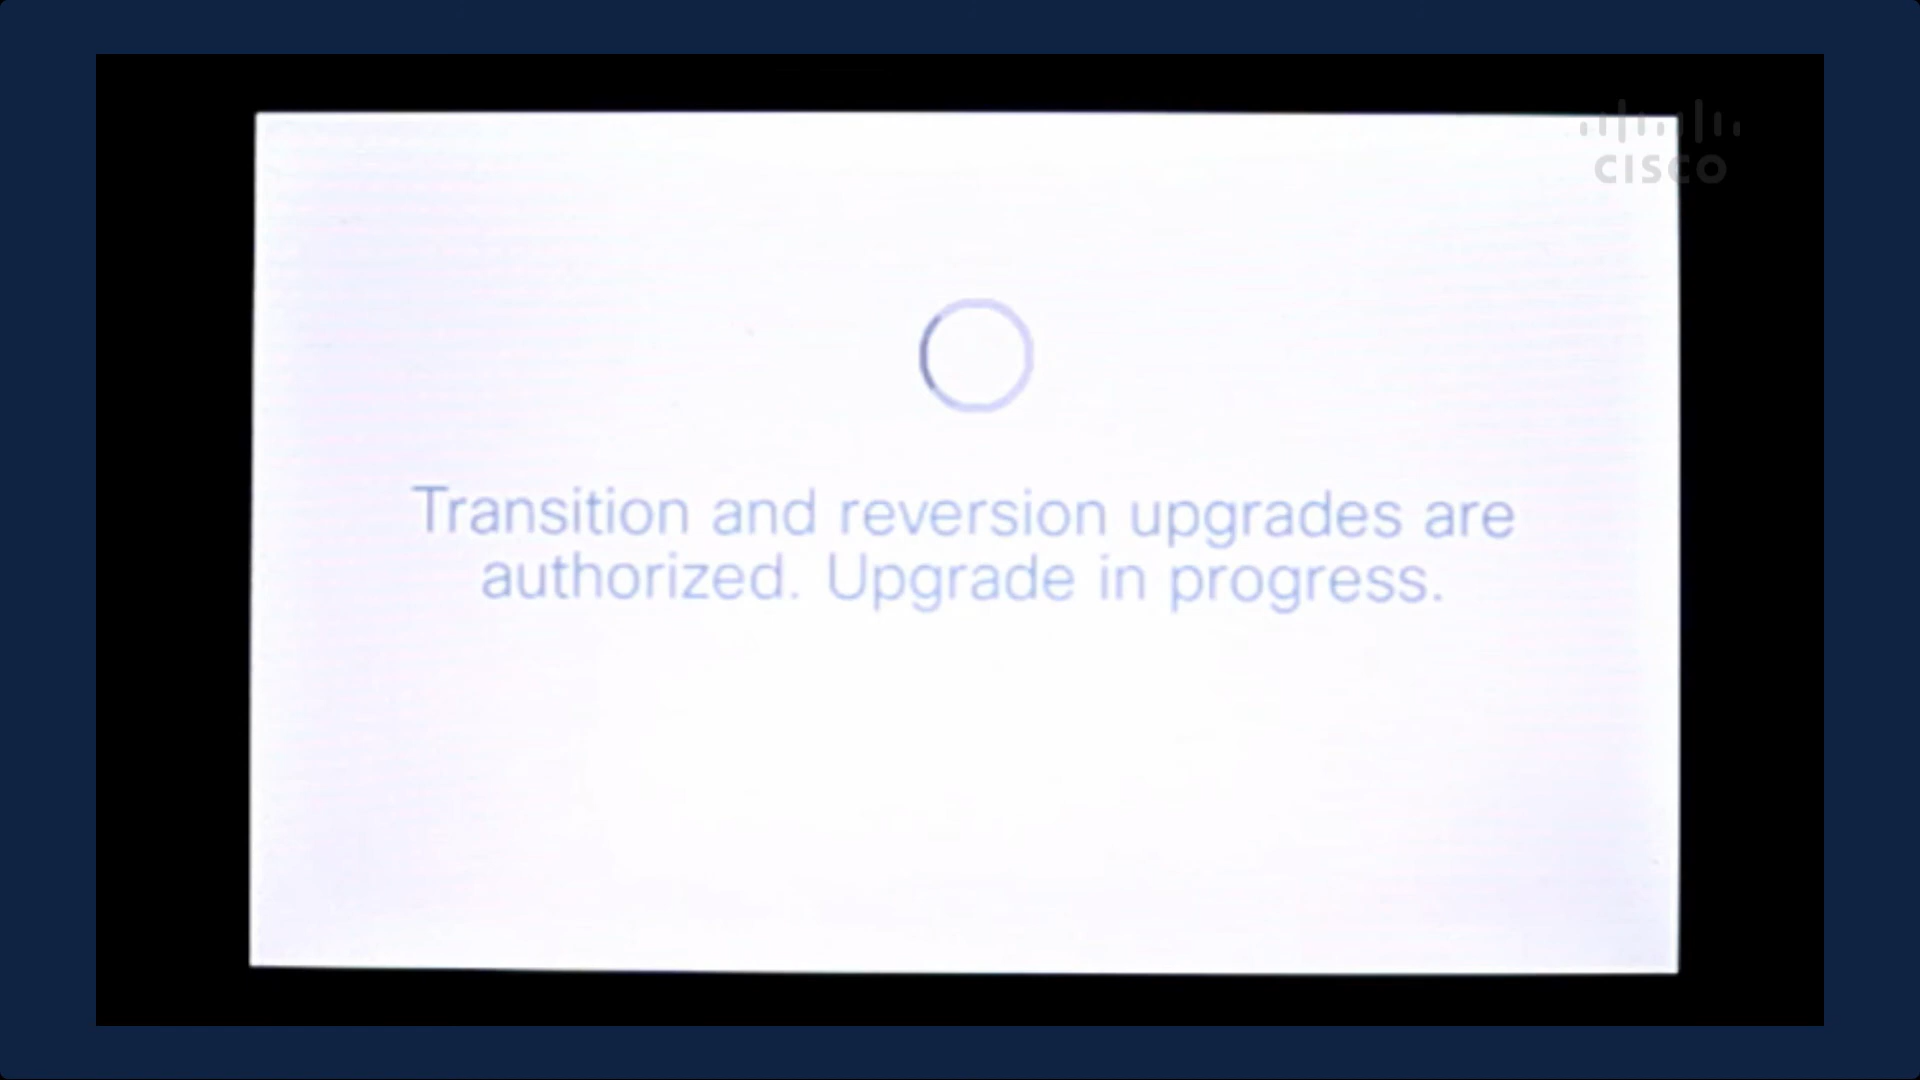 CISCO
Transition and reversion upgrades are
authorized. Upgrade in progress.